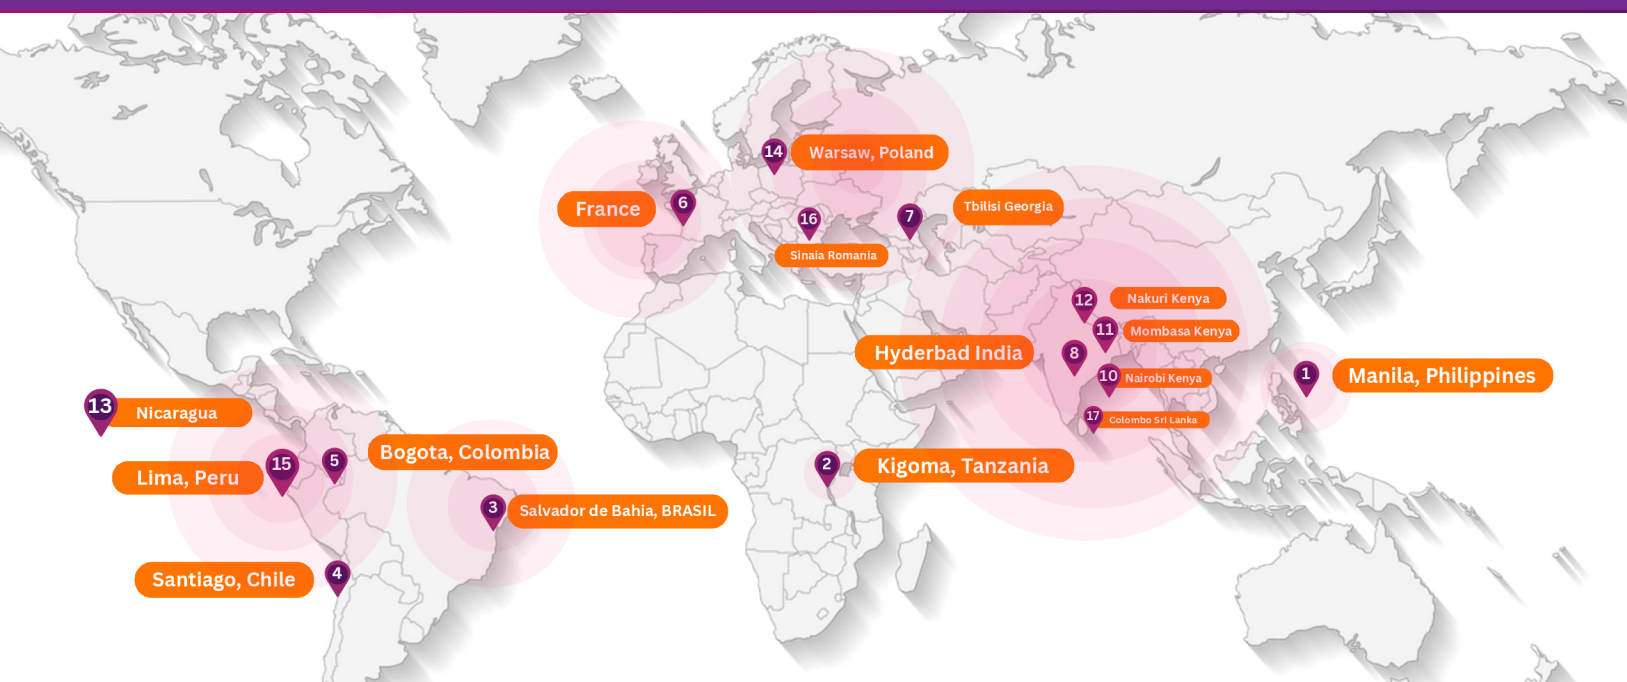 14
Warsaw, Poland
France
6
16
7
Tbilisi Georgia
Sinaia Romania
12
Nakuri Kenya
11
Mombasa Kenya
Hyderbad India
8
10
Nairobi Kenya
1
Manila, Philippines
13
Nicaragua
17
Colombo Sri Lanka
Bogota, Colombia
15
5
Lima, Peru
2
Kigoma, Tanzania
3
Salvador de Bahia, BRASIL
Santiago, Chile
4